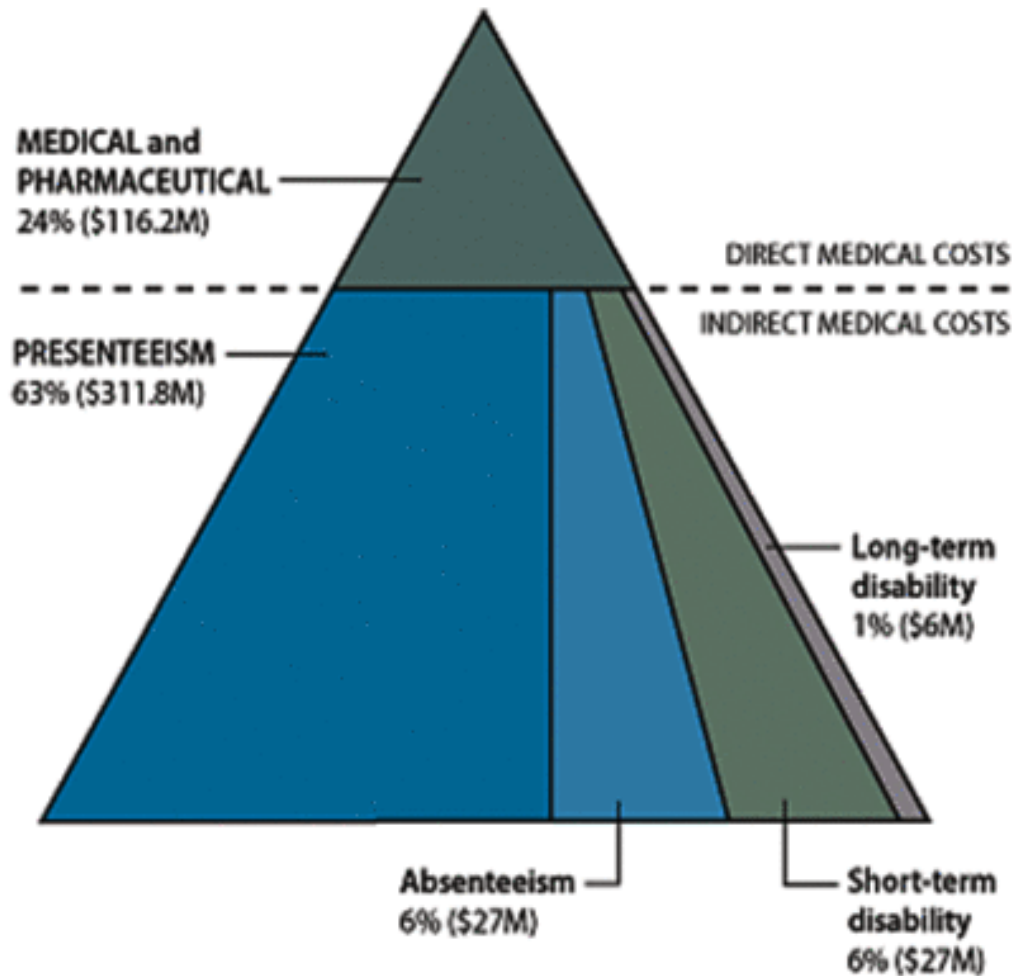 MEDICAL and
PHARMACEUTICAL
24% ($116.2M)
DIRECT MEDICAL COSTS
INDIRECT MEDICAL COSTS
PRESENTEEISM
63% ($311.8M)
Long-term
disability
1% ($6M)
Absenteeism
6% ($27M)
Short-term
disability
6% ($27M)